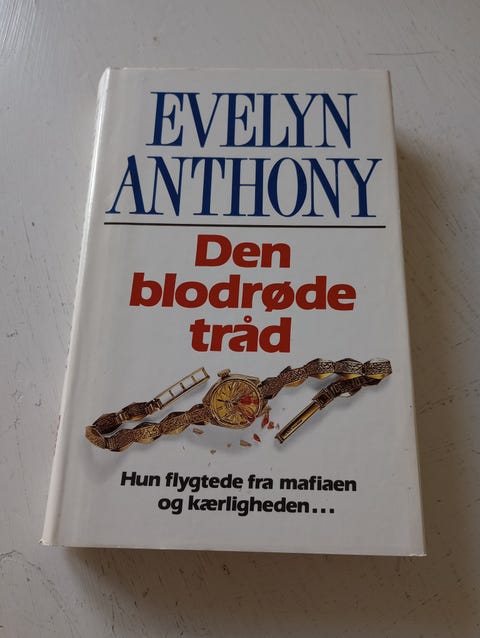 EVELYN
ANTHONY
Den
blodrøde
tråd
Hun flygtede fra mafiaen
og kærligheden...